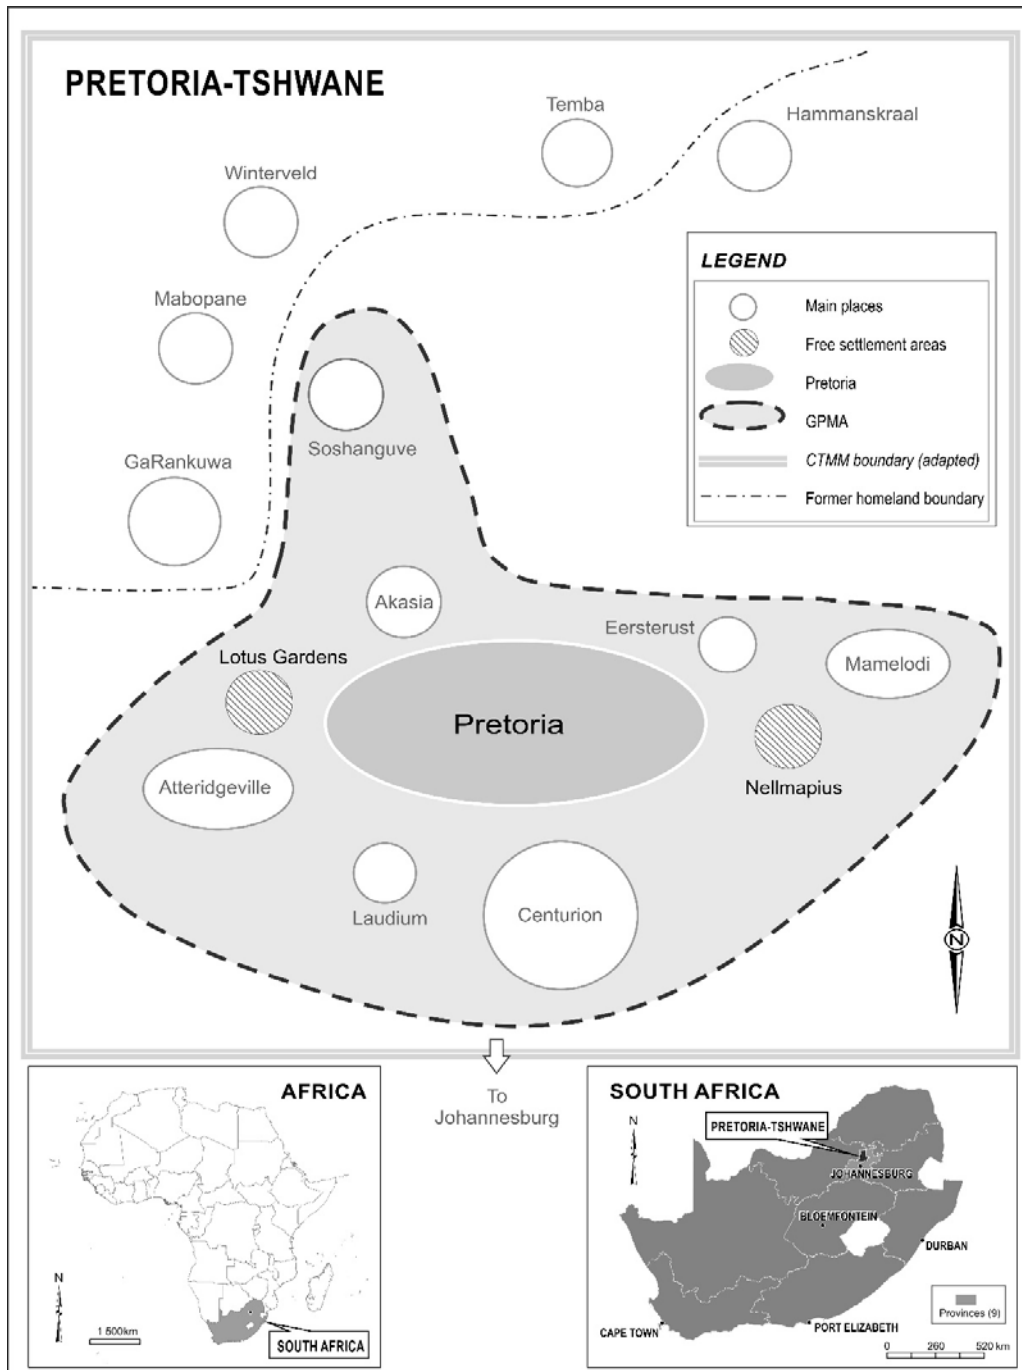 PRETORIA-TSHWANE
Temba
Hammanskraal
Winterveld
Mabopane
GaRankuwa
Soshanguve
LEGEND
Main places
Free settlement areas
Pretoria
GPMA
CTMM boundary (adapted)
Former homeland boundary
Akasia
Eersterust
Mamelodi
Lotus Gardens
Pretoria
Atteridgeville
Nellmapius
Laudium
Centurion
N
To
Johannesburg
AFRICA
N
1 500km
SOUTH AFRICA
SOUTH AFRICA
N
PRETORIA-TSHWANE
JOHANNESBURG
BLOEMFONTEIN
DURBAN
CAPE TOWN
PORT ELIZABETH
Provinces (9)
0 260 520 km